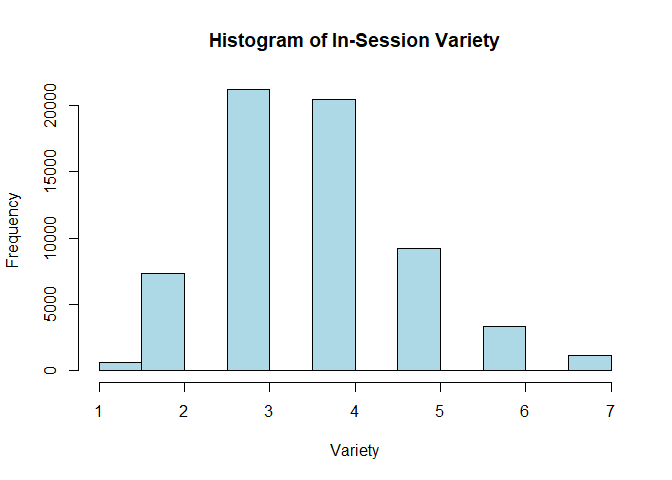 Histogram of In-Session Variety
Frequency
20000
15000
10000
5000
0
1 2 3 4 5 6 7
Variety